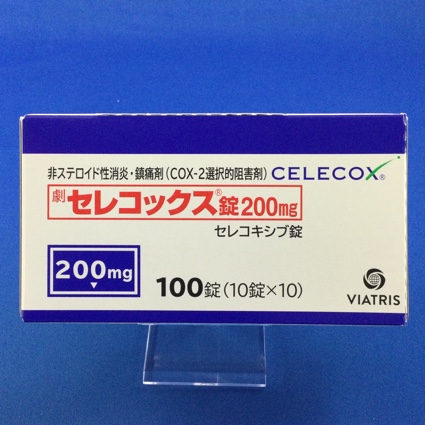 非ステロイド性消炎・鎮痛剤(COX-2選択的阻害剤) CELECOX®
劇 セレコックス®錠200mg
セレコキシブ錠
200mg
100錠(10錠×10)
VIATRIS